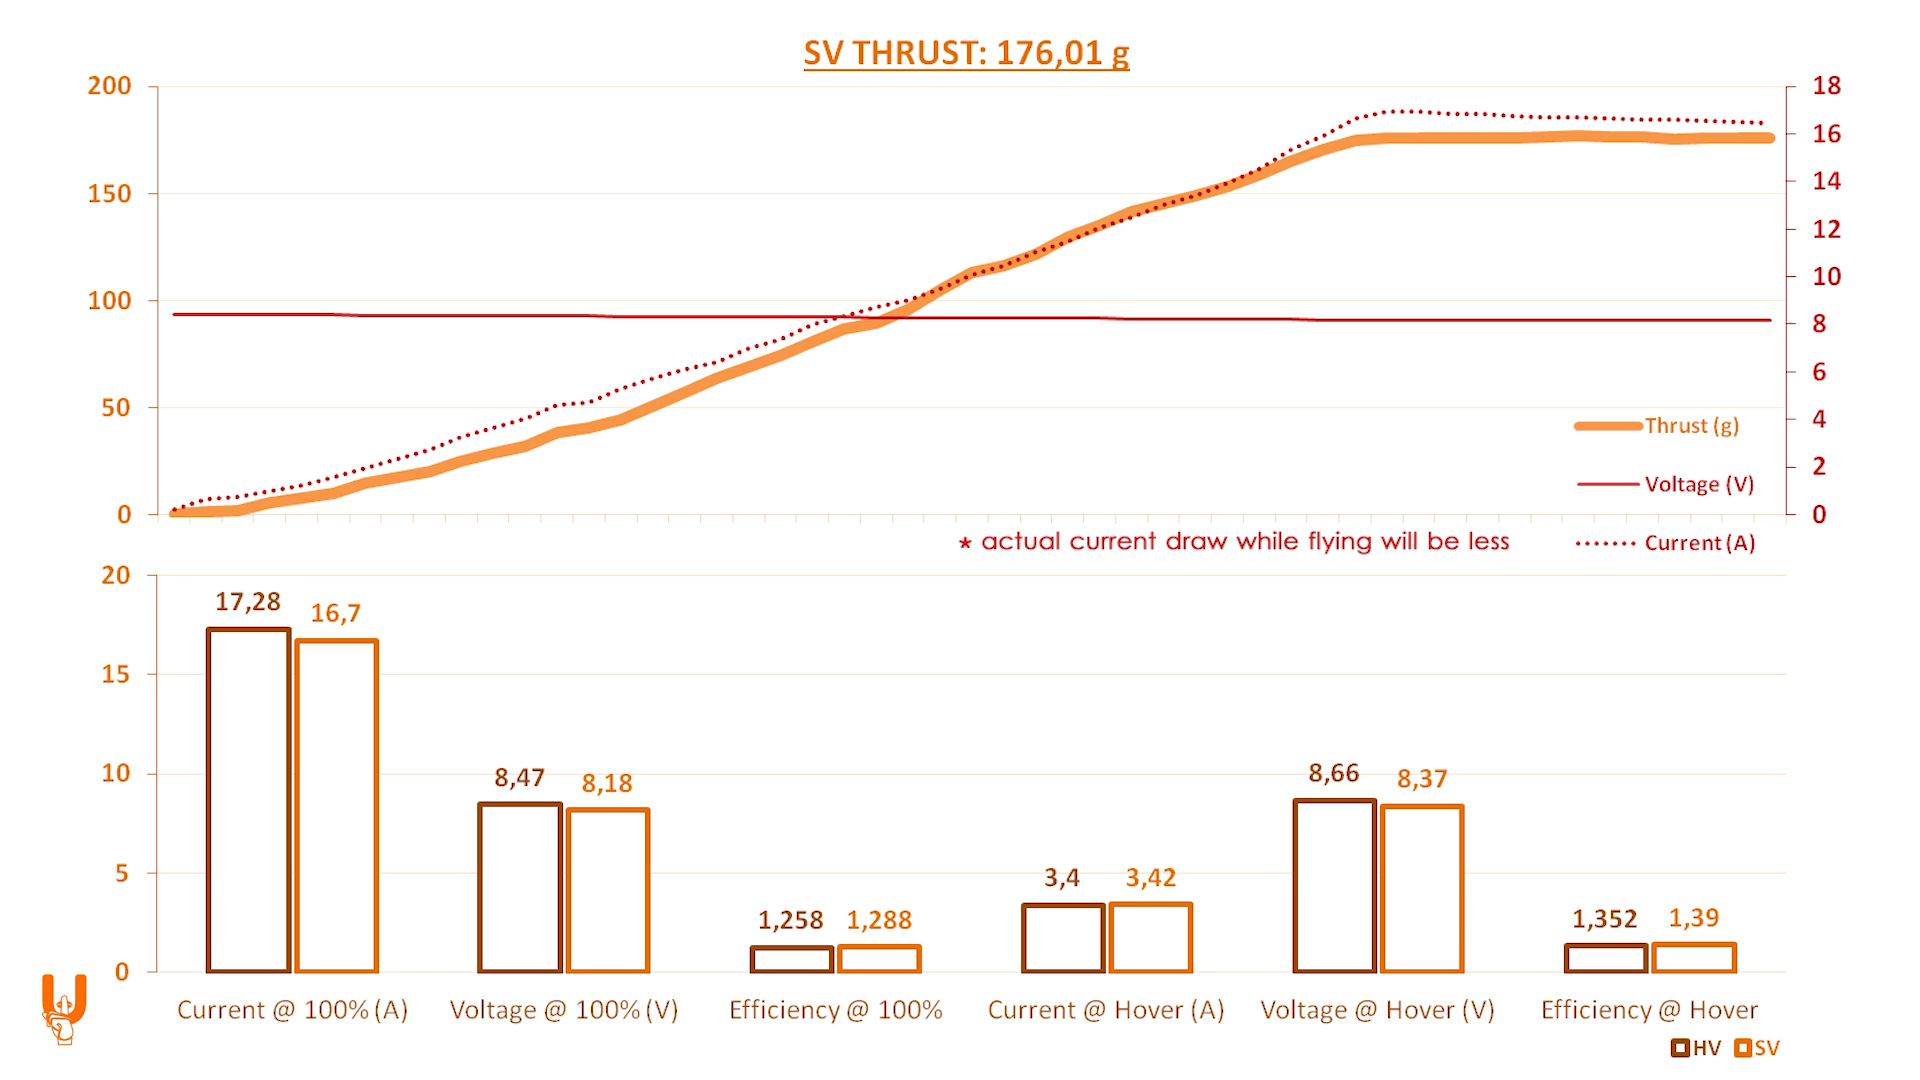 SV THRUST: 176,01 g
200
150
100
50
0
18
16
14
12
10
8
6
4
2
0
Thrust (g)
Voltage (V)
Current (A)
* actual current draw while flying will be less
20
15
10
5
0
17,28
16,7
8,47
8,18
1,258
1,288
3,4
3,42
8,66
8,37
1,352
1,39
Current @ 100% (A)
Voltage @ 100% (V)
Efficiency @ 100%
Current @ Hover (A)
Voltage @ Hover (V)
Efficiency @ Hover
HV
SV